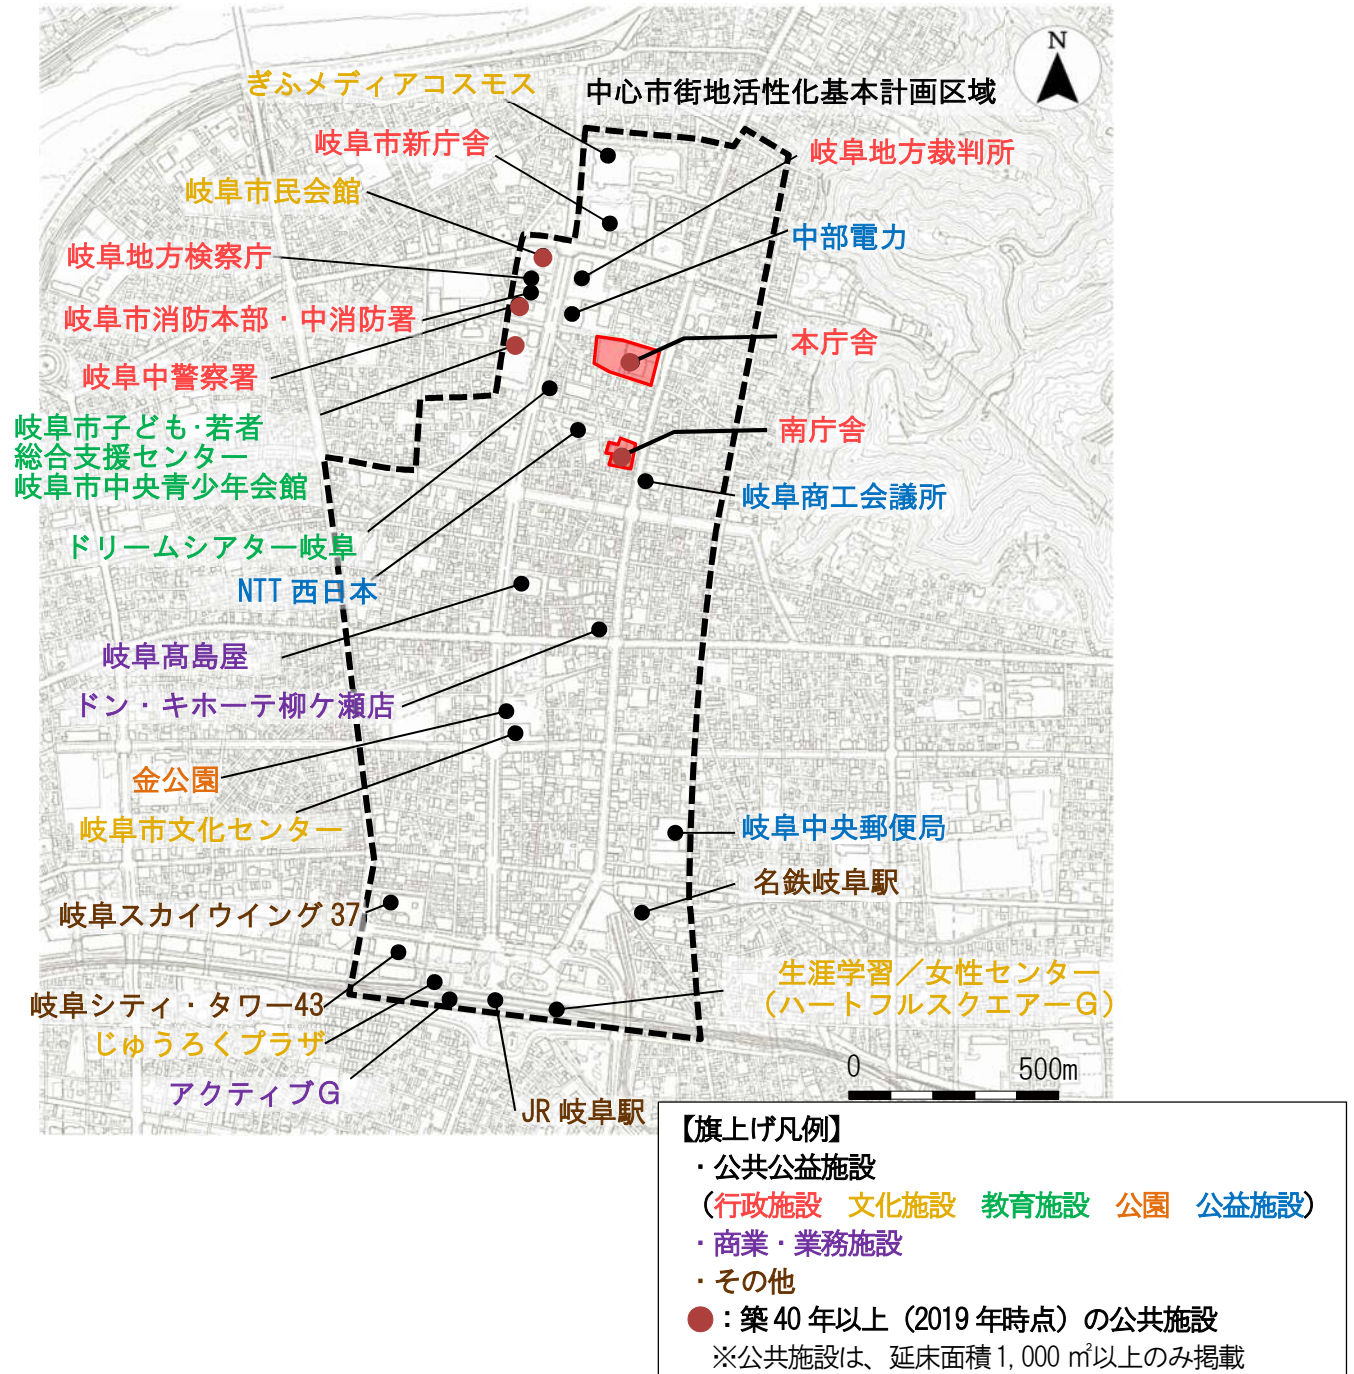 N
ぎふメディアコスモス
中心市街地活性化基本計画区域
岐阜市新庁舎
岐阜地方裁判所
岐阜市民会館
中部電力
岐阜地方検察庁
岐阜市消防本部・中消防署
本庁舎
岐阜中警察署
岐阜市子ども・若者
総合支援センター
岐阜市中央青少年会館
南庁舎
岐阜商工会議所
ドリームシアター岐阜
NTT 西日本
岐阜髙島屋
ドン・キホーテ柳ケ瀬店
金公園
岐阜市文化センター
岐阜中央郵便局
名鉄岐阜駅
岐阜スカイウイング 37
生涯学習／女性センター
（ハートフルスクエアーＧ）
岐阜シティ・タワー43
じゅうろくプラザ
アクティブＧ
JR 岐阜駅
0 500m
【旗上げ凡例】
・公共公益施設
（行政施設 文化施設 教育施設 公園 公益施設）
・商業・業務施設
・その他
：築 40 年以上（2019 年時点）の公共施設
※公共施設は、延床面積 1,000 ㎡以上のみ掲載